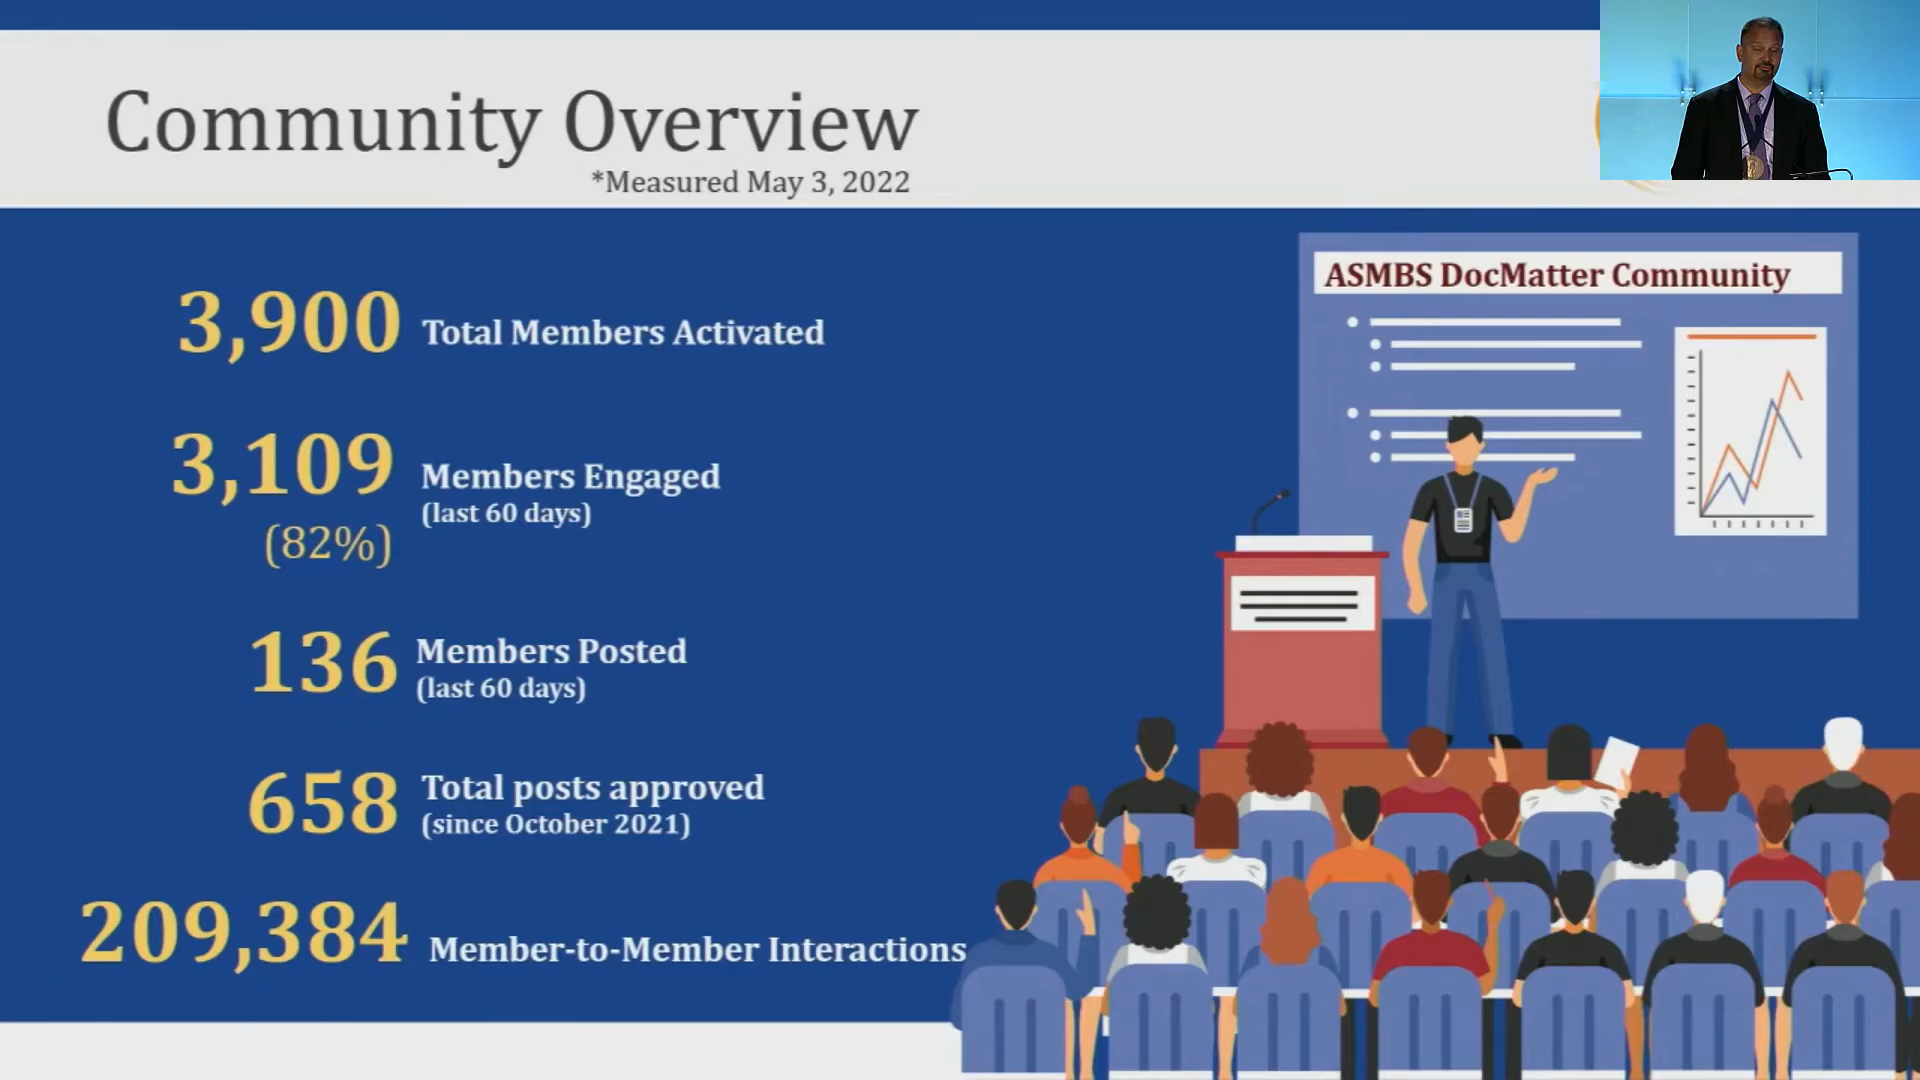 Community Overview
*Measured May 3, 2022
ASMBS DocMatter Community
3,900 Total Members Activated
3,109 Members Engaged
(last 60 days)
(82%)
136 Members Posted
(last 60 days)
658 Total posts approved
(since October 2021)
209,384 Member-to-Member Interactions